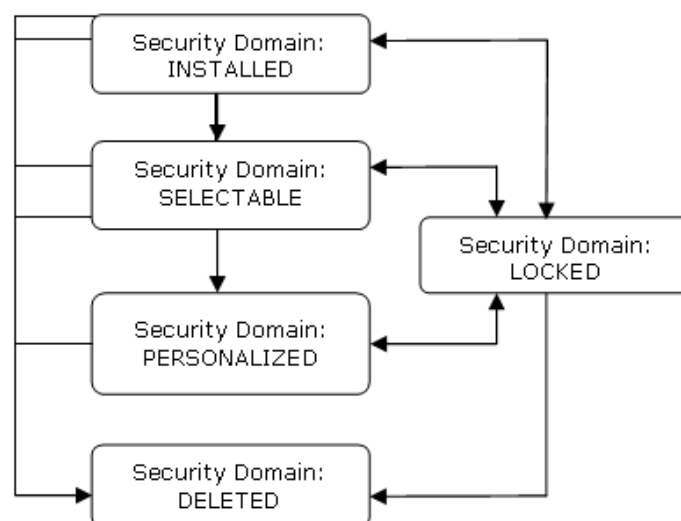 Security Domain:
INSTALLED
Security Domain:
SELECTABLE
Security Domain:
LOCKED
Security Domain:
PERSONALIZED
Security Domain:
DELETED